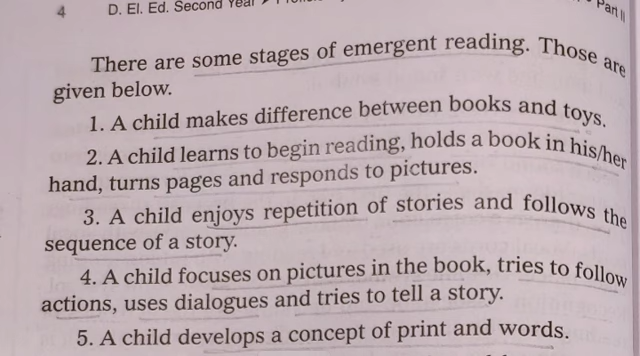 4 D. El. Ed. Second Year Part II
There are some stages of emergent reading. Those are
given below.
1. A child makes difference between books and toys.
2. A child learns to begin reading, holds a book in his/her
hand, turns pages and responds to pictures.
3. A child enjoys repetition of stories and follows the
sequence of a story.
4. A child focuses on pictures in the book, tries to follow
actions, uses dialogues and tries to tell a story.
5. A child develops a concept of print and words.